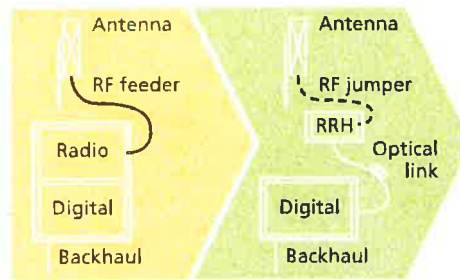 Antenna
RF feeder
Radio
Digital
Backhaul
Antenna
RF jumper
RRH
Optical
link
Digital
Backhaul